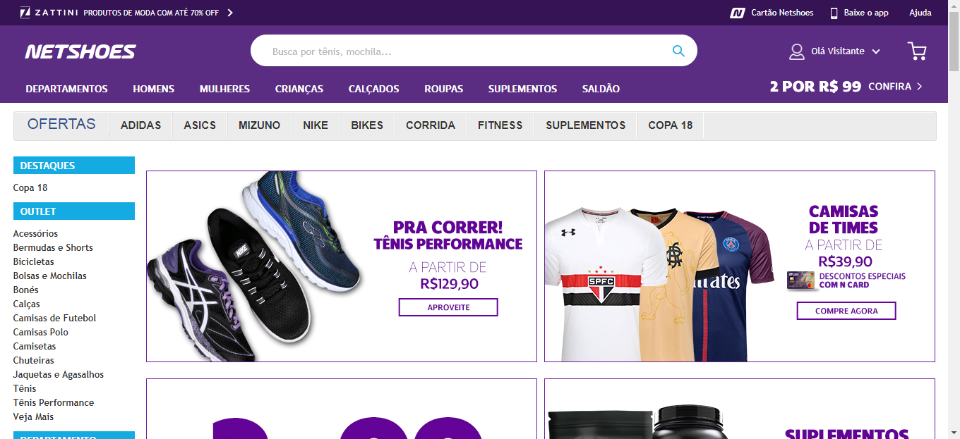 ZATTINI PRODUTOS DE MODA COM ATÉ 70% OFF
Cartão Netshoes
Baixe o app
Ajuda
NETSHOES
Busca por tênis, mochila...
Olá Visitante
DEPARTAMENTOS HOMENS MULHERES CRIANÇAS CALÇADOS ROUPAS SUPLEMENTOS SALDÃO
2 POR R$ 99 CONFIRA
OFERTAS ADIDAS ASICS MIZUNO NIKE BIKES CORRIDA FITNESS SUPLEMENTOS COPA 18
DESTAQUES
Copa 18
OUTLET
Acessórios
Bermudas e Shorts
Bicicletas
Bolsas e Mochilas
Bonés
Calças
Camisas de Futebol
Camisas Polo
Camisetas
Chuteiras
Jaquetas e Agasalhos
Tênis
Tênis Performance
Veja Mais
DEPARTAMENTO
PRA CORRER!
TÊNIS PERFORMANCE
A PARTIR DE
R$129,90
APROVEITE
SPFC
CAMISAS
DE TIMES
A PARTIR DE
R$39,90
DESCONTOS ESPECIAIS
COM N CARD
COMPRE AGORA
SUPLEMENTOS